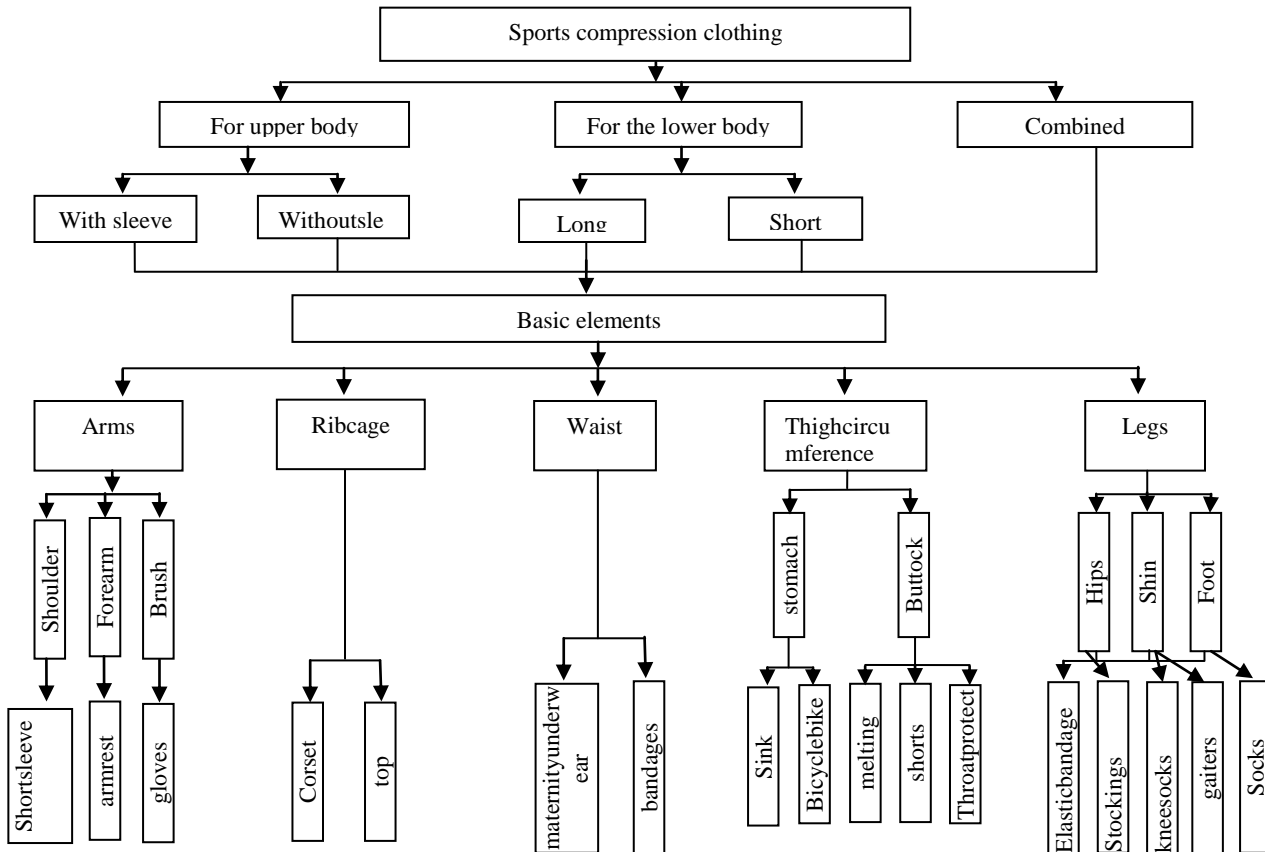 Sports compression clothing
For upper body
For the lower body
Combined
With sleeve
Withoutsle
Long
Short
Basic elements
Arms
Ribcage
Waist
Thighcircu
mference
Legs
Shoulder
Forearm
Brush
stomach
Buttock
Hips
Shin
Foot
Shortsleeve
armrest
gloves
Corset
top
maternityunderw
ear
bandages
Sink
Bicyclebike
melting
shorts
Throatprotect
Elasticbandage
Stockings
kneesocks
gaiters
Socks